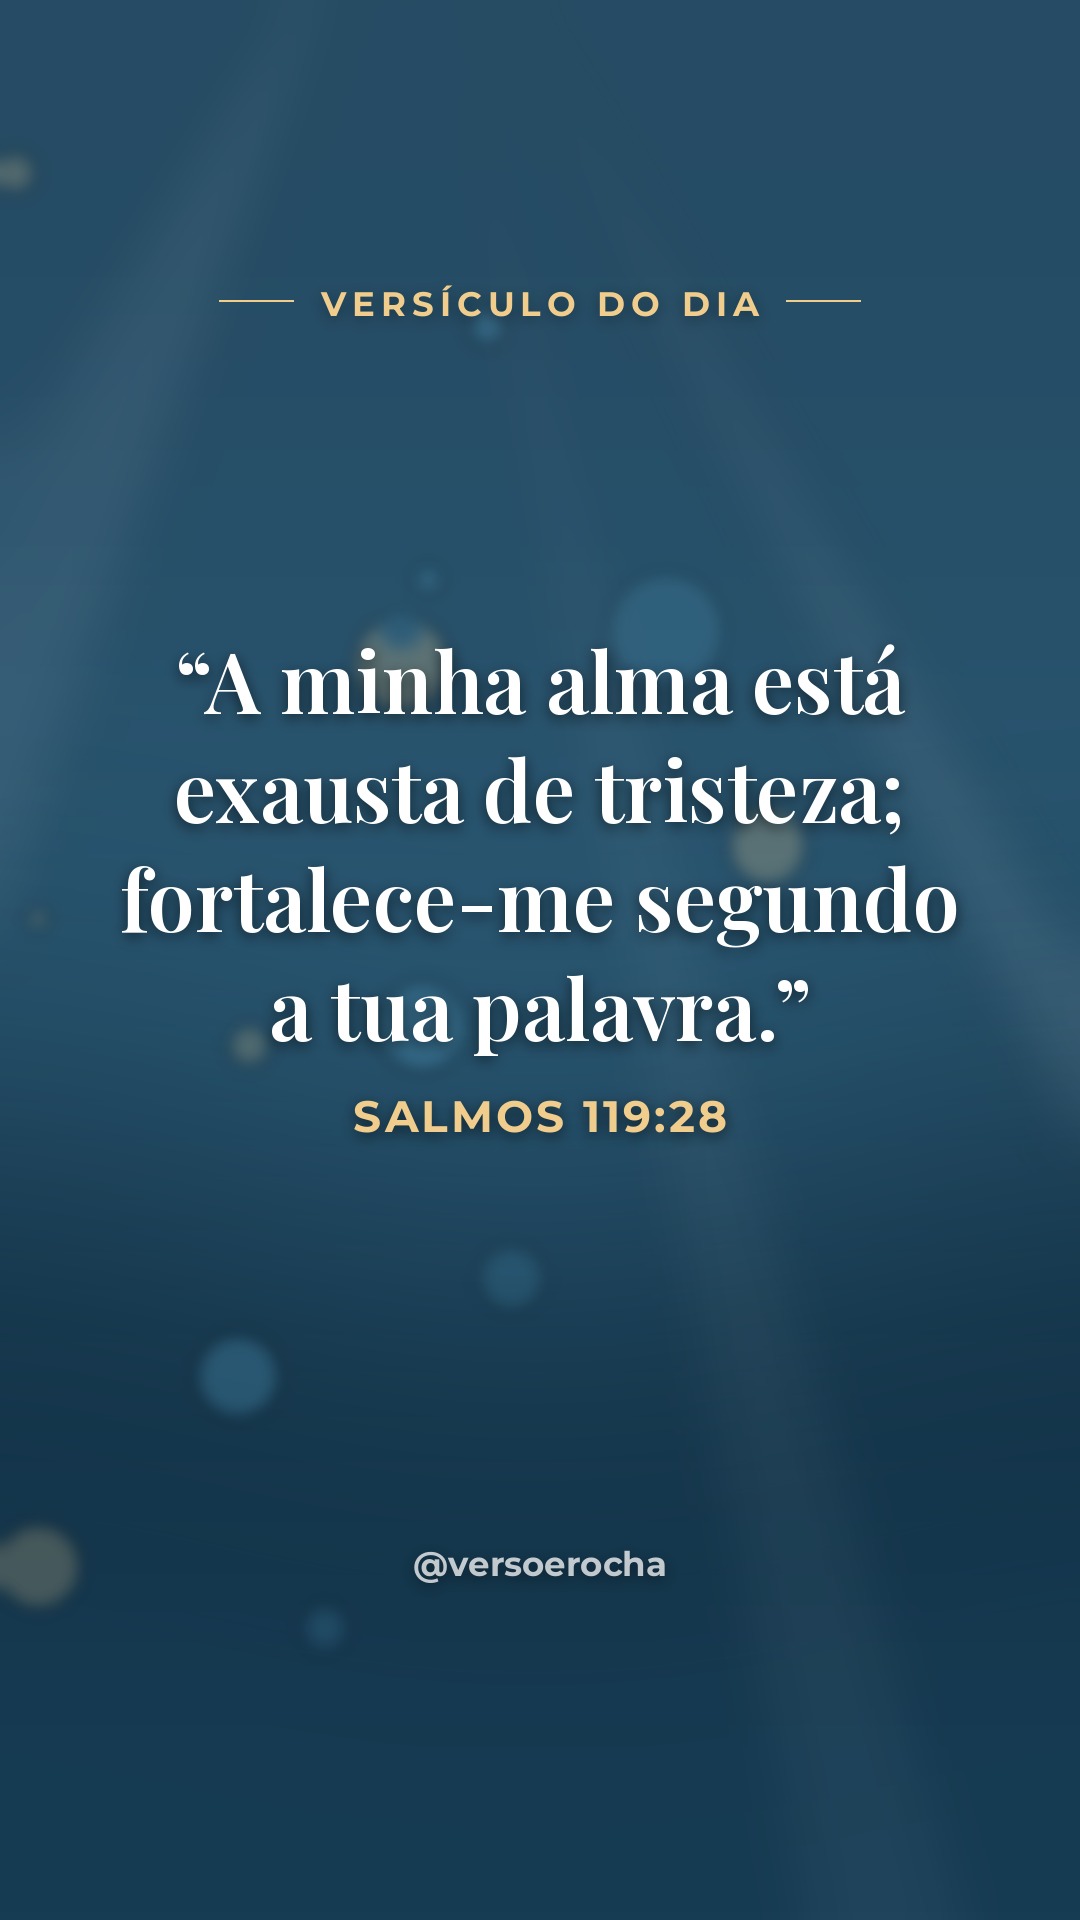 VERSÍCULO DO DIA
“A minha alma está
exausta de tristeza;
fortalece-me segundo
a tua palavra.”
SALMOS 119:28
@versoerocha